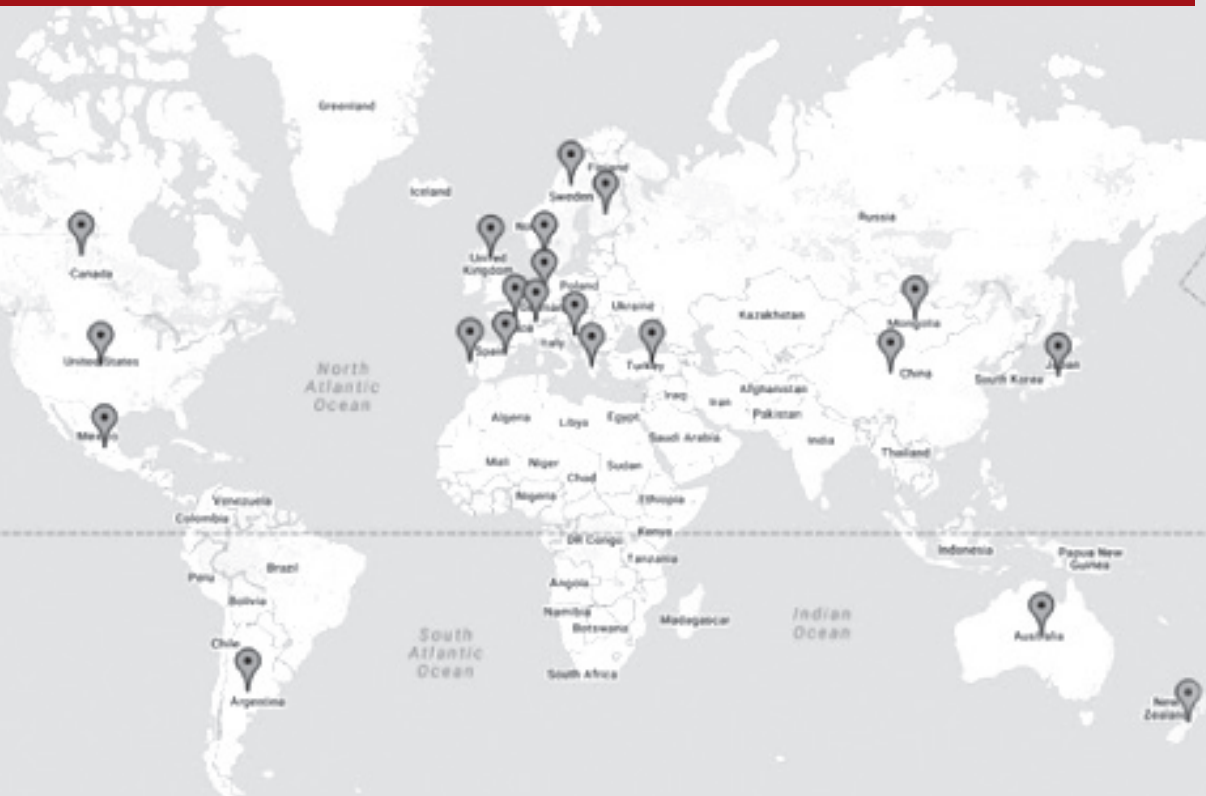 Greenland
Iceland
Finland
Sweden
Russia
United
Kingdom
Canada
Poland
Ukraine
Kazakhstan
Mongolia
United States
Spain
Italy
Turkey
China
South Korea
Japan
North
Atlantic
Ocean
Mexico
Algeria
Libya
Egypt
Iraq
Iran
Afghanistan
Pakistan
Saudi Arabia
India
Thailand
Mali
Niger
Chad
Sudan
Nigeria
Ethiopia
Venezuela
Colombia
DR Congo
Kenya
Tanzania
Indonesia
Papua New
Guinea
Peru
Brazil
Bolivia
Angola
Namibia
Botswana
Madagascar
Indian
Ocean
Chile
South
Atlantic
Ocean
South Africa
Australia
Argentina
New
Zealand